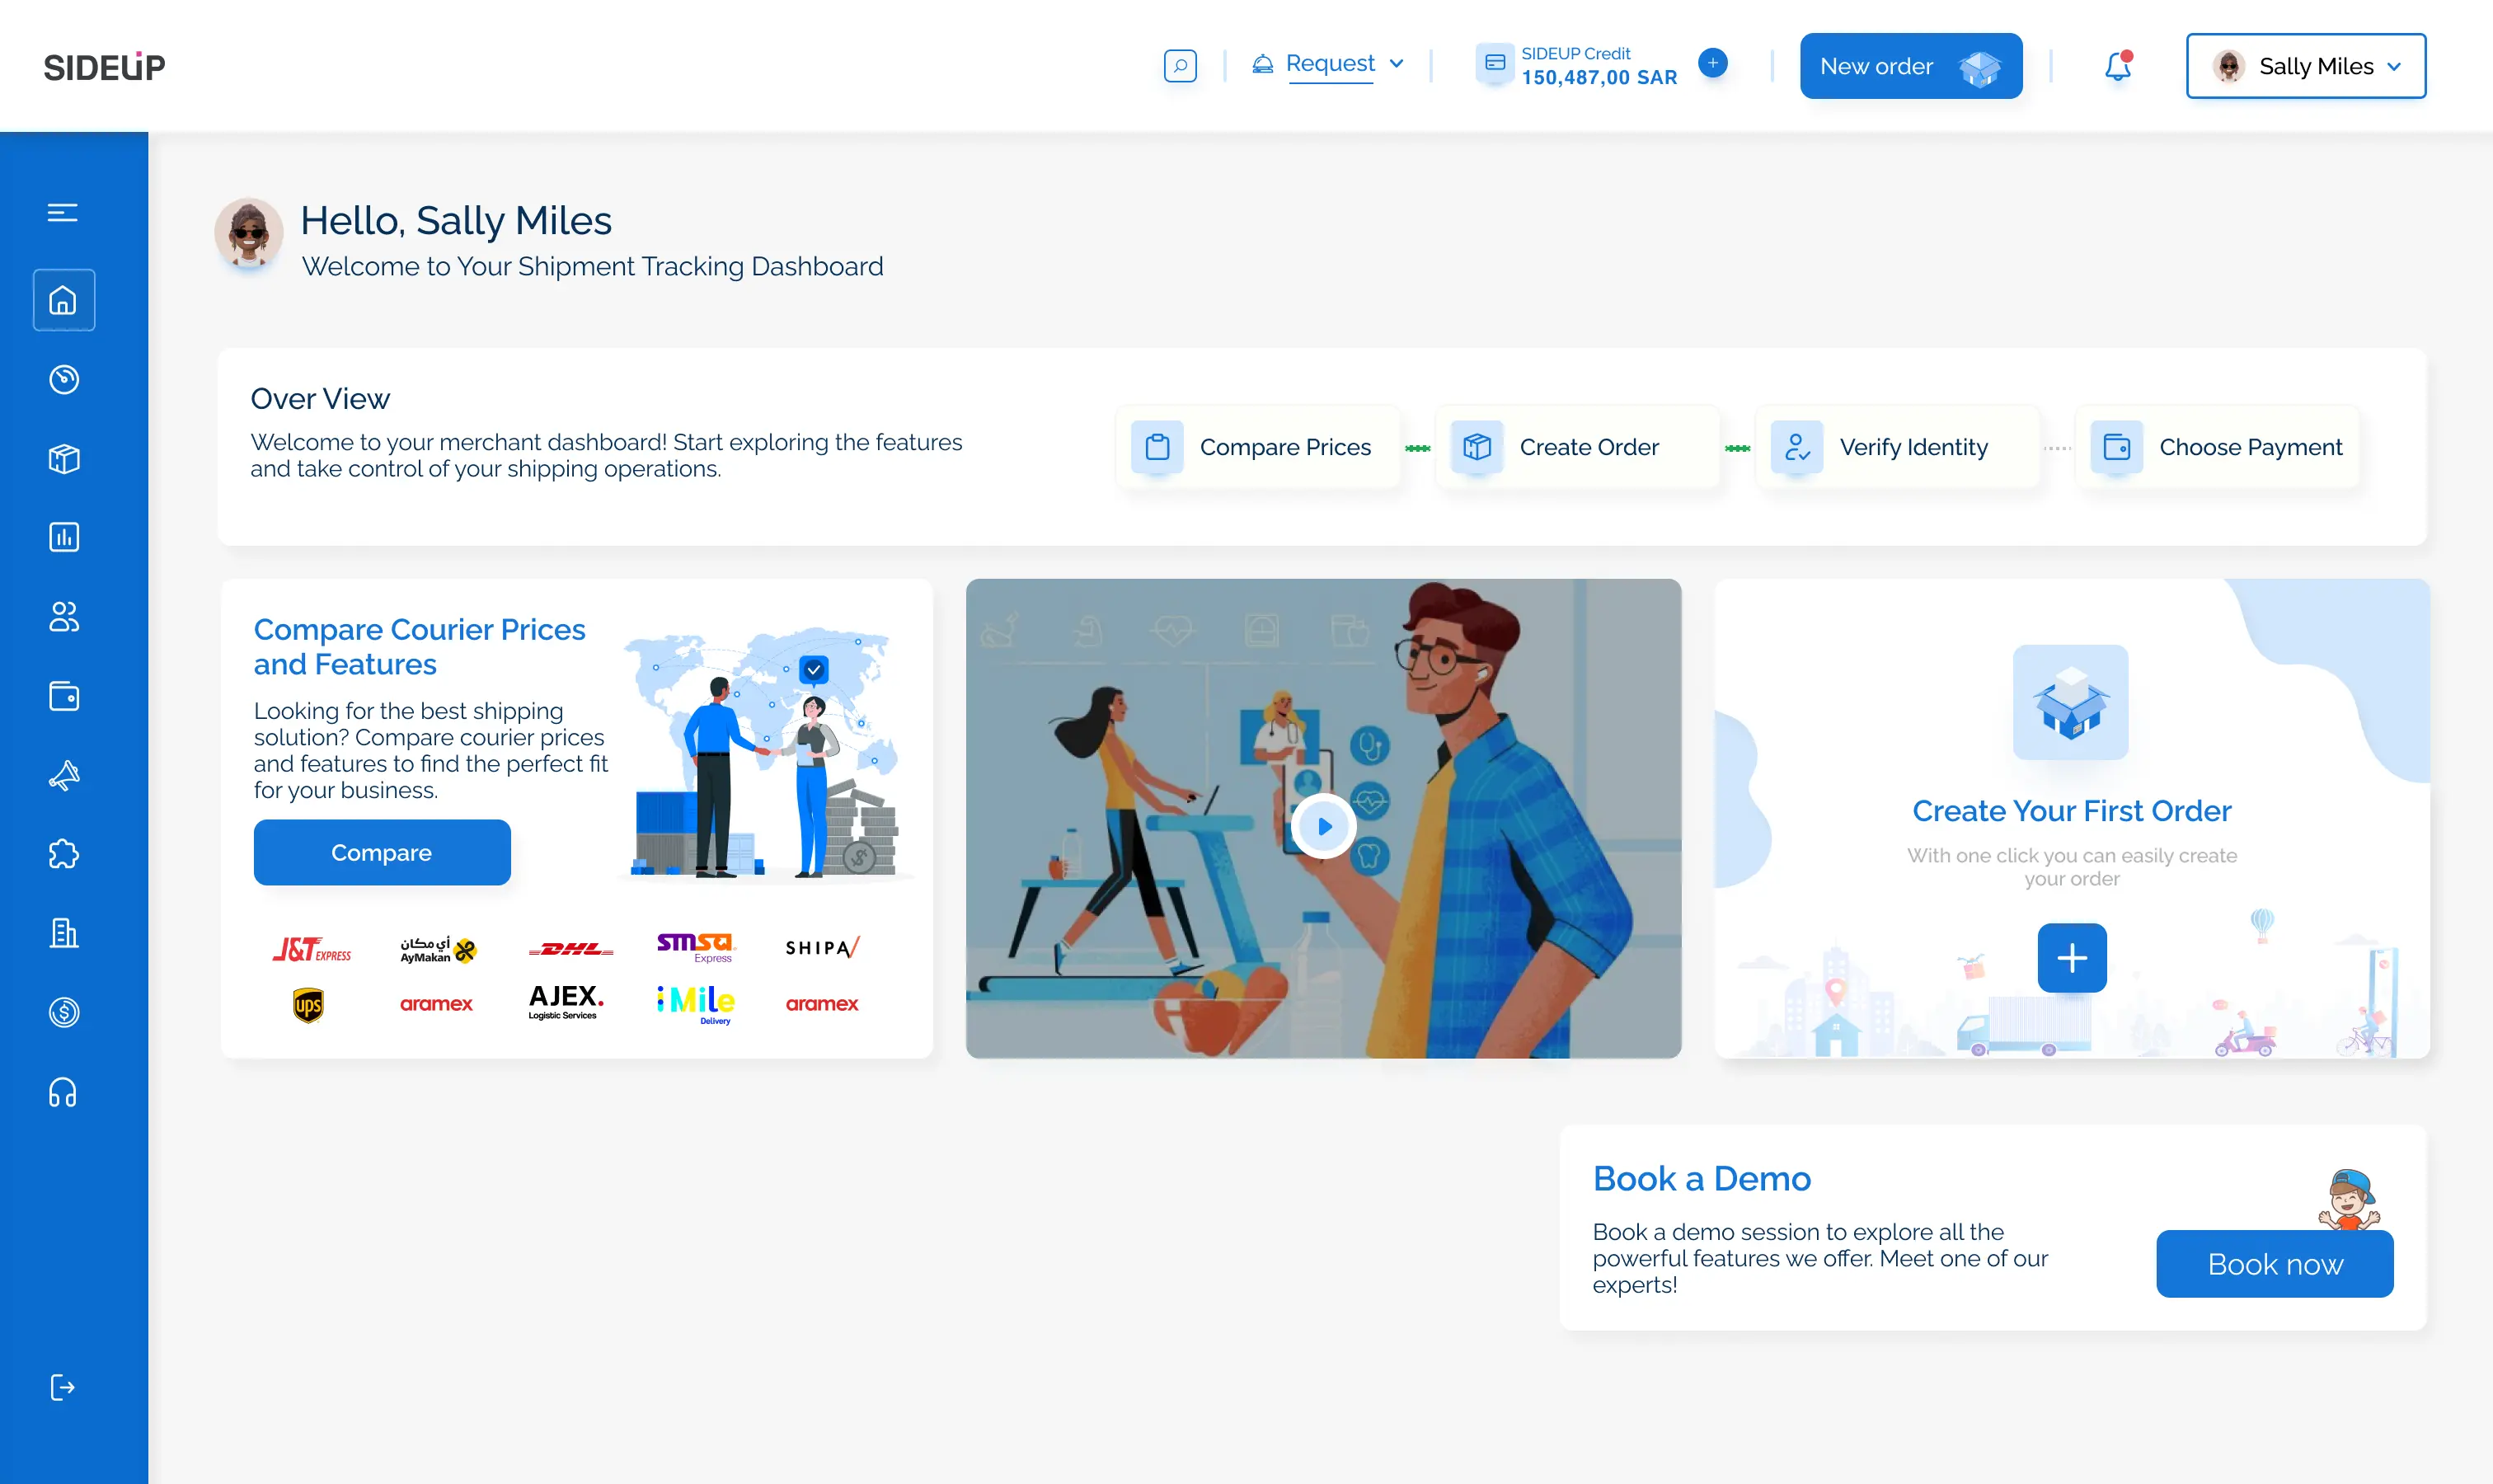 SIDEUP
Request
SIDEUP Credit
150,487,00 SAR
New order
Sally Miles
Hello, Sally Miles
Welcome to Your Shipment Tracking Dashboard
Over View
Welcome to your merchant dashboard! Start exploring the features
and take control of your shipping operations.
Compare Prices
Create Order
Verify Identity
Choose Payment
Compare Courier Prices
and Features
Looking for the best shipping
solution? Compare courier prices
and features to find the perfect fit
for your business.
Compare
J&T EXPRESS
أي مكان
AyMakan
DHL
smsa
Express
SHIPA/
ups
aramex
AJEX.
Logistic Services
iMile
Delivery
aramex
Create Your First Order
With one click you can easily create
your order
Book a Demo
Book a demo session to explore all the
powerful features we offer. Meet one of our
experts!
Book now